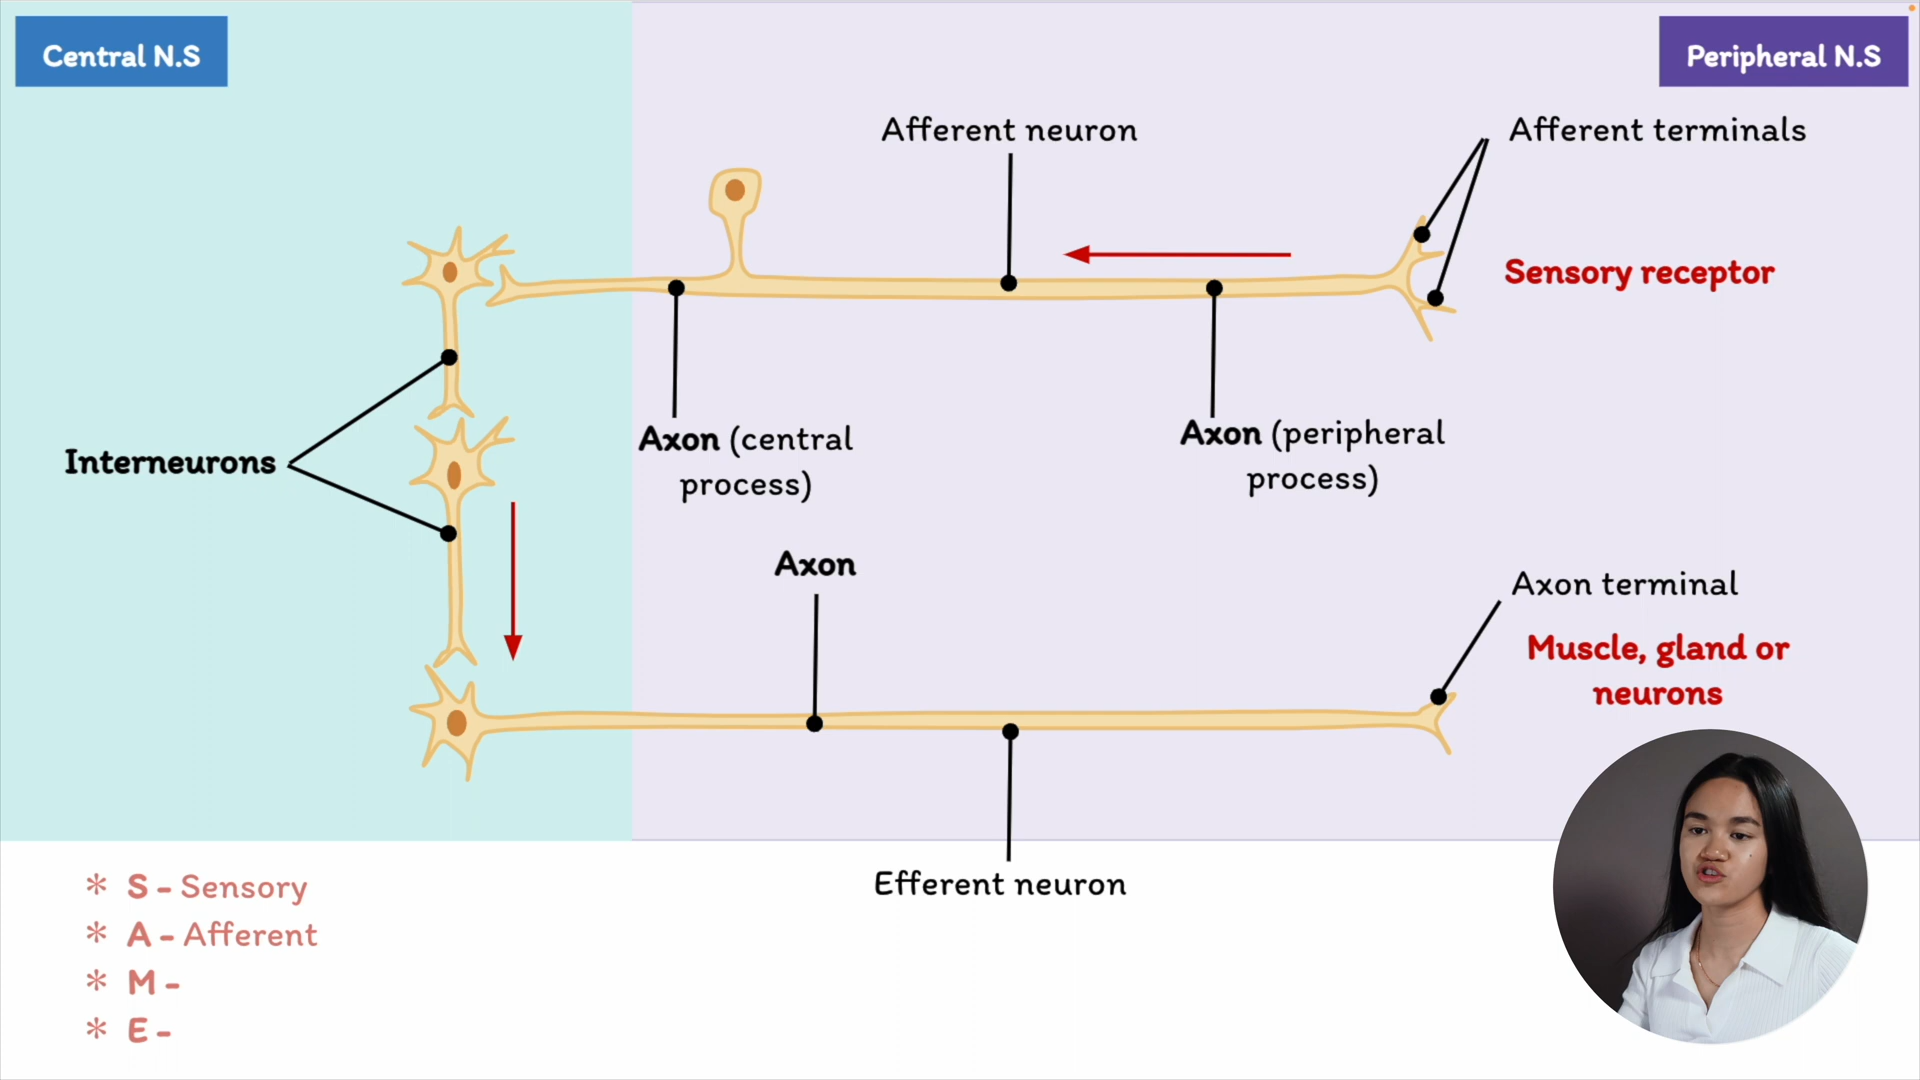 Central N.S
Peripheral N.S
Afferent neuron
Afferent terminals
Sensory receptor
Axon (central
process)
Axon (peripheral
process)
Interneurons
Axon
Axon terminal
Muscle, gland or
neurons
Efferent neuron
* S - Sensory
* A - Afferent
* M -
* E -